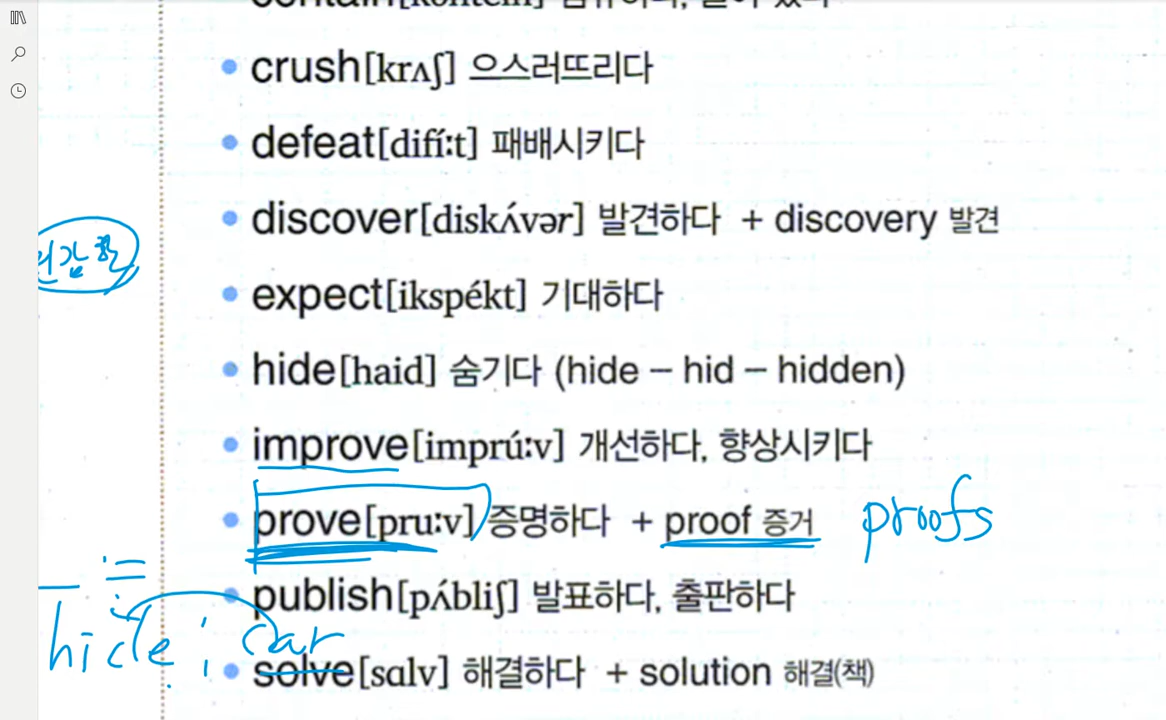 crush[krʌʃ] 으스러뜨리다
defeat[difíːt] 패배시키다
discover[diskʌ́vər] 발견하다 + discovery 발견
expect[ikspékt] 기대하다
hide[haid] 숨기다 (hide – hid – hidden)
improve[imprúːv] 개선하다, 향상시키다
prove[pruːv] 증명하다 + proof 증거 proofs
publish[pʌ́bliʃ] 발표하다, 출판하다
hide ; car
solve[sɑlv] 해결하다 + solution 해결(책)